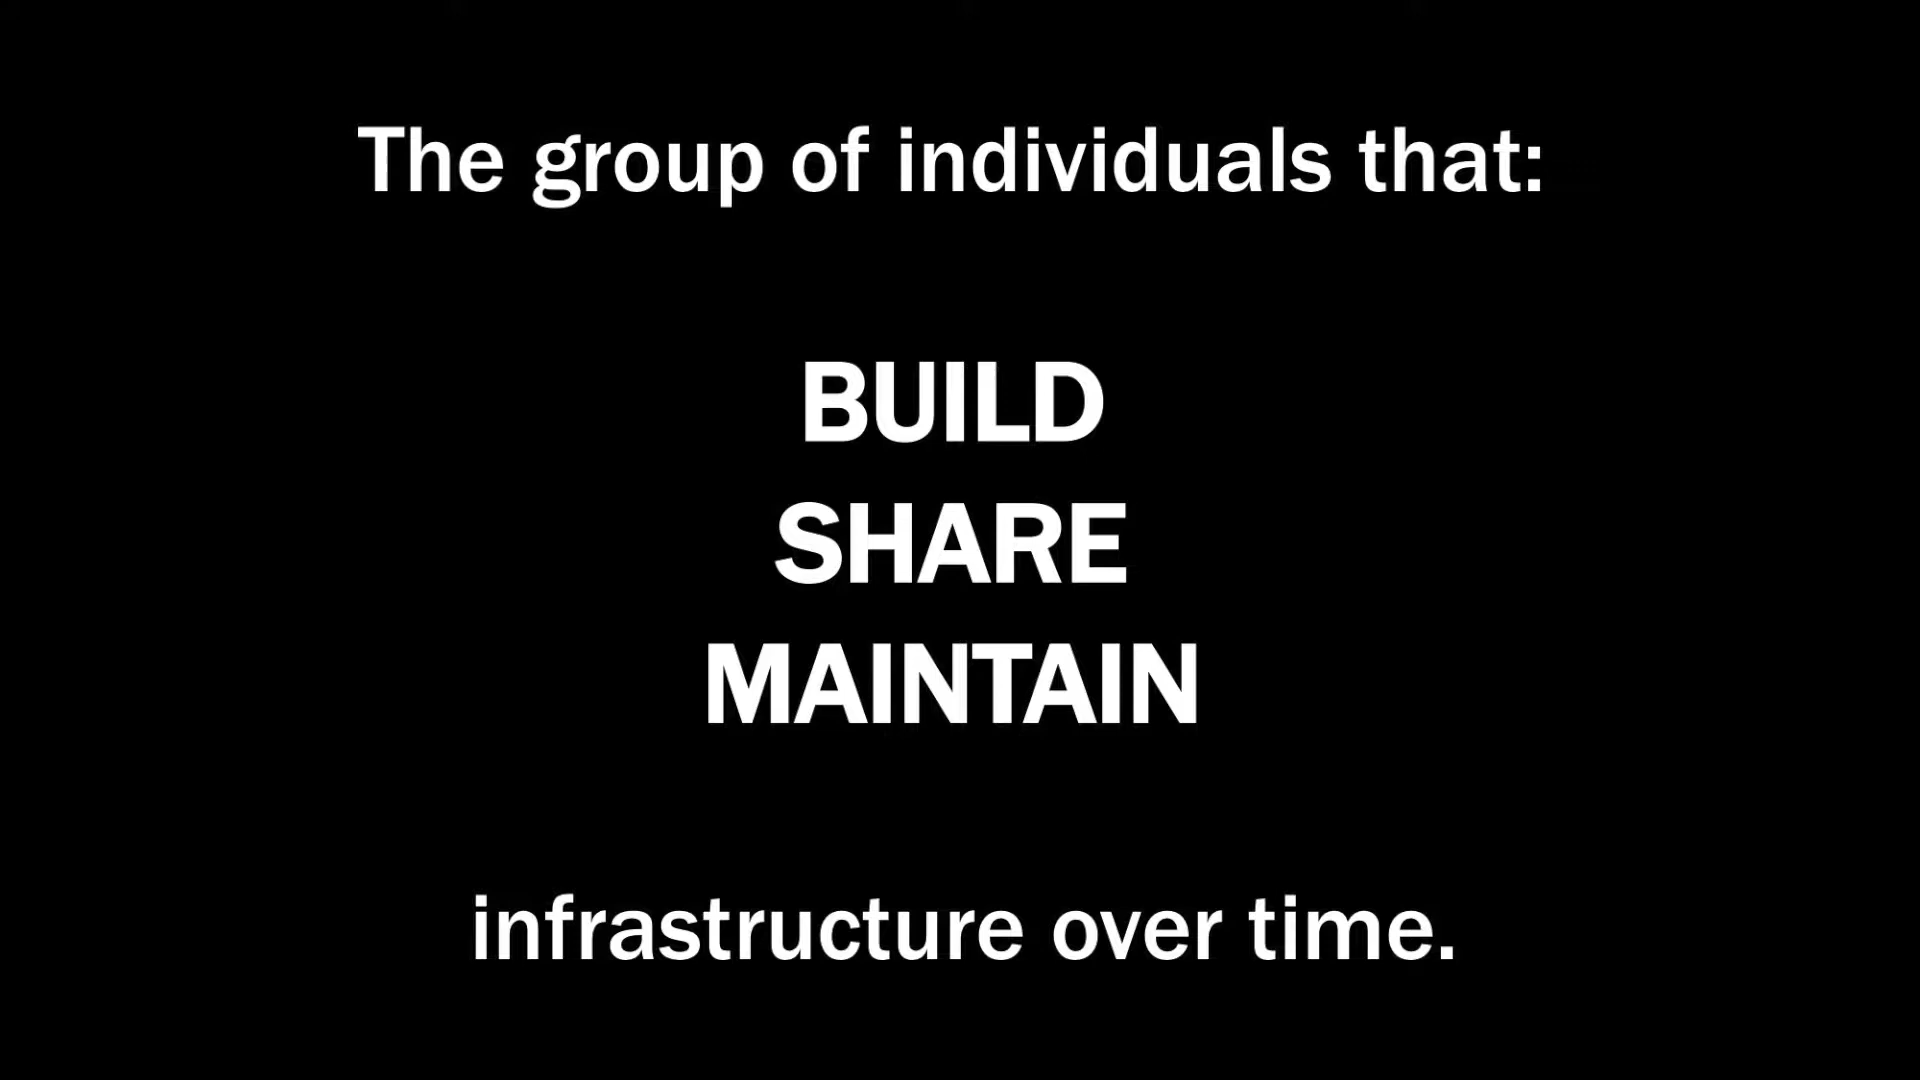 The group of individuals that:
BUILD
SHARE
MAINTAIN
infrastructure over time.